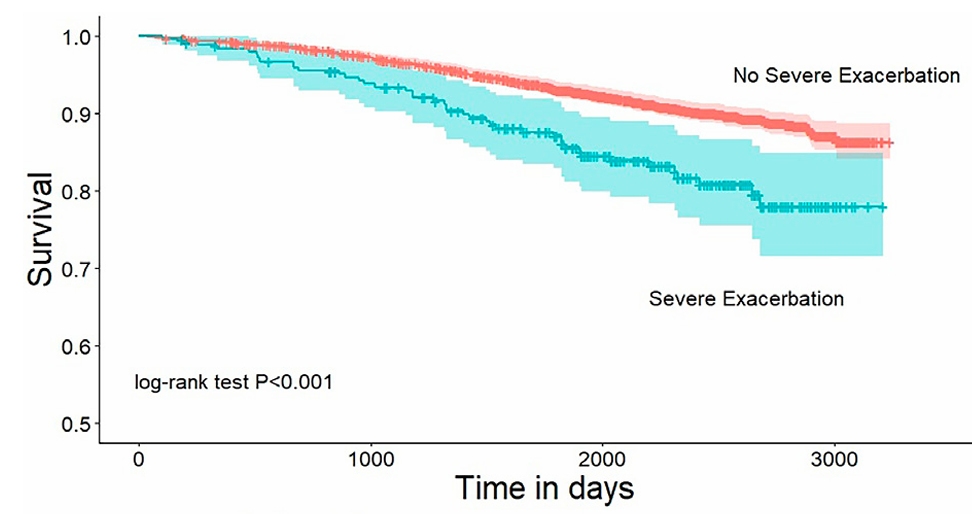 1.0
No Severe Exacerbation
0.9
0.8
Survival
0.7
Severe Exacerbation
0.6
log-rank test P<0.001
0.5
0 1000 2000 3000
Time in days